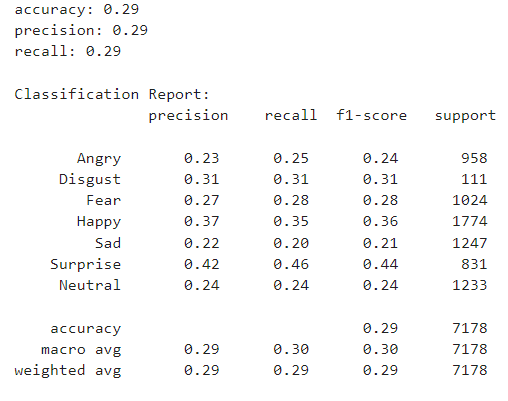 accuracy: 0.29
precision: 0.29
recall: 0.29
Classification Report:
precision recall f1-score support
Angry 0.23 0.25 0.24 958
Disgust 0.31 0.31 0.31 111
Fear 0.27 0.28 0.28 1024
Happy 0.37 0.35 0.36 1774
Sad 0.22 0.20 0.21 1247
Surprise 0.42 0.46 0.44 831
Neutral 0.24 0.24 0.24 1233
accuracy 0.29 7178
macro avg 0.29 0.30 0.30 7178
weighted avg 0.29 0.29 0.29 7178